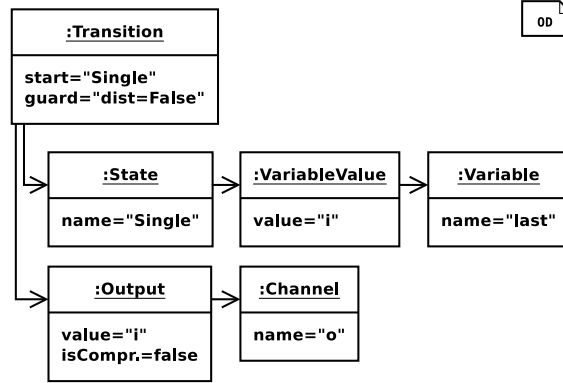 :Transition
OD
start="Single"
guard="dist=False"
:State
:VariableValue
:Variable
name="Single"
value="i"
name="last"
:Output
:Channel
value="i"
name="o"
isCompr.=false